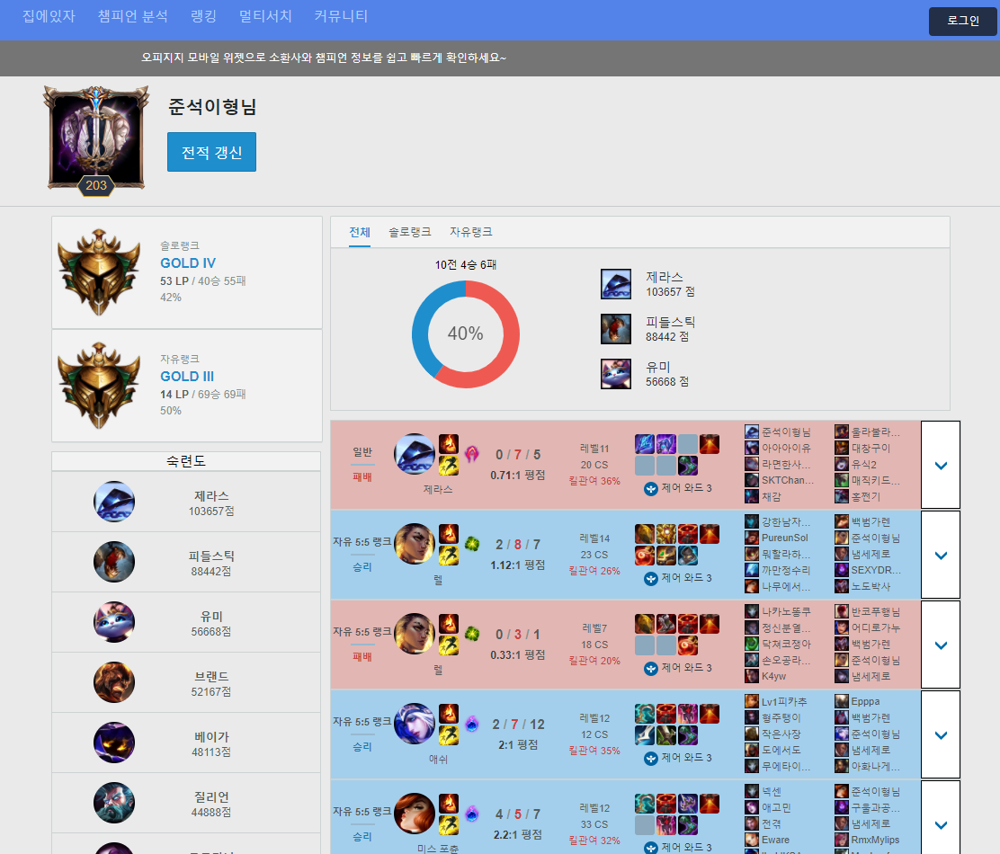 집에있자 챔피언 분석 랭킹 멀티서치 커뮤니티 로그인
오피지지 모바일 위젯으로 소환사와 챔피언 정보를 쉽고 빠르게 확인하세요~
준석이형님
전적 갱신
203
솔로랭크
GOLD IV
53 LP / 40승 55패
42%
자유랭크
GOLD III
14 LP / 69승 69패
50%
숙련도
제라스
103657점
피들스틱
88442점
유미
56668점
브랜드
52167점
베이가
48113점
질리언
44888점
전체 솔로랭크 자유랭크
10전 4승 6패
40%
제라스
103657 점
피들스틱
88442 점
유미
56668 점
일반
패배
제라스
0 / 7 / 5
0.71:1 평점
레벨11
20 CS
킬관여 36%
제어 와드 3
준석이형님
아아아이유
라면한사...
SKTChan...
채감
울라불라...
대창구이
유식2
매직키드...
홍쩐기
자유 5:5 랭크
승리
렐
2 / 8 / 7
1.12:1 평점
레벨14
23 CS
킬관여 26%
제어 와드 3
강한남자...
PureunSol
뭐할라하...
까만정수리
나무에서...
백범가렌
준석이형님
냄세제로
SEXYDR...
노도박사
자유 5:5 랭크
패배
렐
0 / 3 / 1
0.33:1 평점
레벨7
18 CS
킬관여 20%
제어 와드 3
나카노똥쿠
정신분열...
닥쳐코쟁아
손오공라...
K4yw
반코푸행님
어디로가누
백범가렌
준석이형님
냄세제로
자유 5:5 랭크
승리
애쉬
2 / 7 / 12
2:1 평점
레벨12
12 CS
킬관여 35%
제어 와드 3
Lv1피카추
형주탱이
작은사장
도에서도
무에타이...
Epppa
백범가렌
준석이형님
냄세제로
아화나게...
자유 5:5 랭크
승리
미스 포츈
4 / 5 / 7
2.2:1 평점
레벨12
33 CS
킬관여 32%
제어 와드 3
넥센
애고민
전겪
Eware
준석이형님
구울과공...
냄세제로
RmxMylips